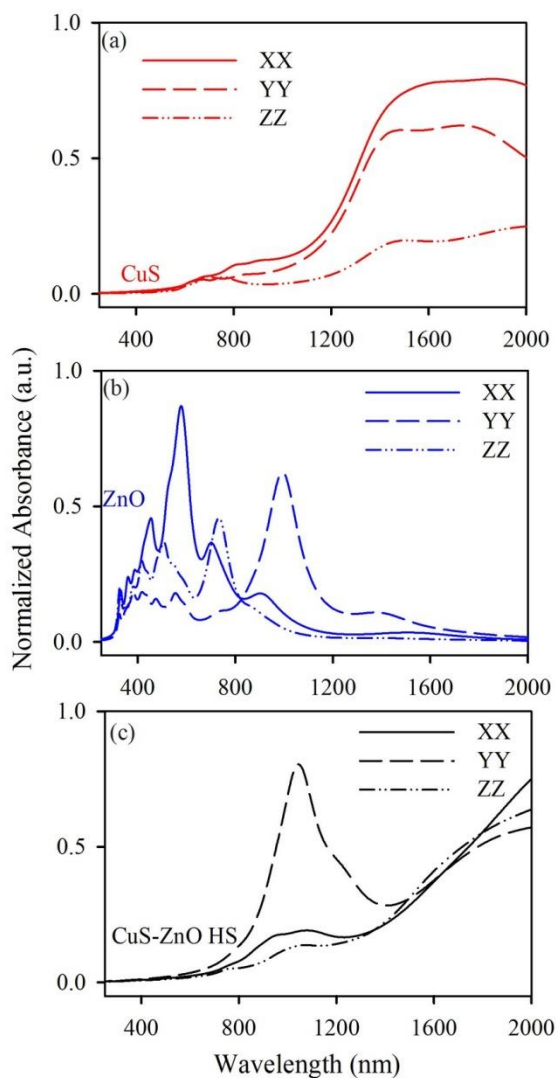 1.0
(a)
XX
YY
ZZ
0.5
CuS
0.0
400 800 1200 1600 2000
1.0
(b)
XX
YY
ZZ
ZnO
0.5
0.0
400 800 1200 1600 2000
Normalized Absorbance (a.u.)
1.0
(c)
XX
YY
ZZ
0.5
CuS-ZnO HS
0.0
400 800 1200 1600 2000
Wavelength (nm)